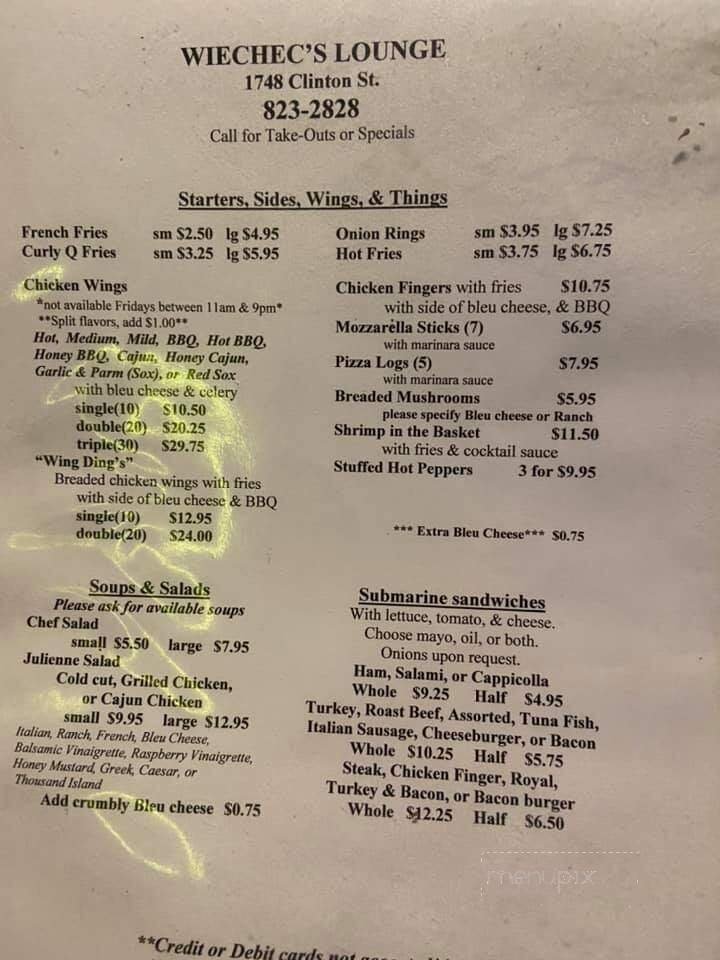 WIECHEC'S LOUNGE
1748 Clinton St.
823-2828
Call for Take-Outs or Specials
Starters, Sides, Wings, & Things
French Fries sm $2.50 lg $4.95
Curly Q Fries sm $3.25 lg $5.95
Chicken Wings
*not available Fridays between 11am & 9pm*
**Split flavors, add $1.00**
Hot, Medium, Mild, BBQ, Hot BBQ,
Honey BBQ, Cajun, Honey Cajun,
Garlic & Parm (Sox), or Red Sox
with bleu cheese & celery
single(10) $10.50
double(20) $20.25
triple(30) $29.75
"Wing Ding's"
Breaded chicken wings with fries
with side of bleu cheese & BBQ
single(10) $12.95
double(20) $24.00
Onion Rings sm $3.95 lg $7.25
Hot Fries sm $3.75 lg $6.75
Chicken Fingers with fries $10.75
with side of bleu cheese, & BBQ
Mozzarella Sticks (7) $6.95
with marinara sauce
Pizza Logs (5) $7.95
with marinara sauce
Breaded Mushrooms $5.95
please specify Bleu cheese or Ranch
Shrimp in the Basket $11.50
with fries & cocktail sauce
Stuffed Hot Peppers 3 for $9.95
*** Extra Bleu Cheese*** $0.75
Soups & Salads
Please ask for available soups
Chef Salad
small $5.50 large $7.95
Julienne Salad
Cold cut, Grilled Chicken,
or Cajun Chicken
small $9.95 large $12.95
Italian, Ranch, French, Bleu Cheese,
Balsamic Vinaigrette, Raspberry Vinaigrette,
Honey Mustard, Greek, Caesar, or
Thousand Island
Add crumbly Bleu cheese $0.75
Submarine sandwiches
With lettuce, tomato, & cheese.
Choose mayo, oil, or both.
Onions upon request.
Ham, Salami, or Cappicolla
Whole $9.25 Half $4.95
Turkey, Roast Beef, Assorted, Tuna Fish,
Italian Sausage, Cheeseburger, or Bacon
Whole $10.25 Half $5.75
Steak, Chicken Finger, Royal,
Turkey & Bacon, or Bacon burger
Whole $12.25 Half $6.50
menupix
**Credit or Debit cards not